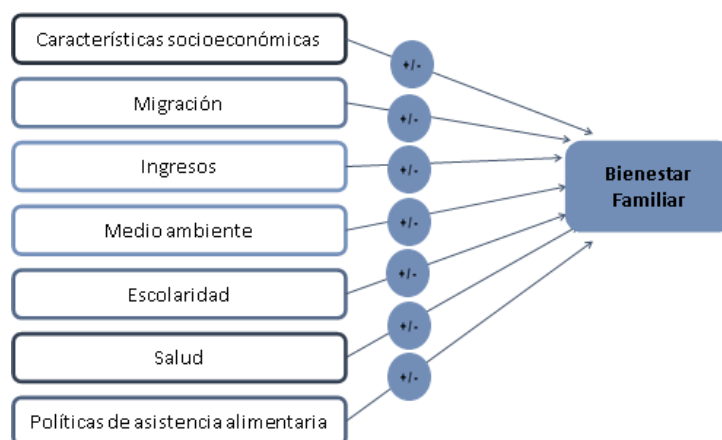 Características socioeconómicas
+/-
Migración
+/-
Ingresos
+/-
Medio ambiente
+/-
Escolaridad
+/-
Salud
+/-
Políticas de asistencia alimentaria
+/-
Bienestar
Familiar